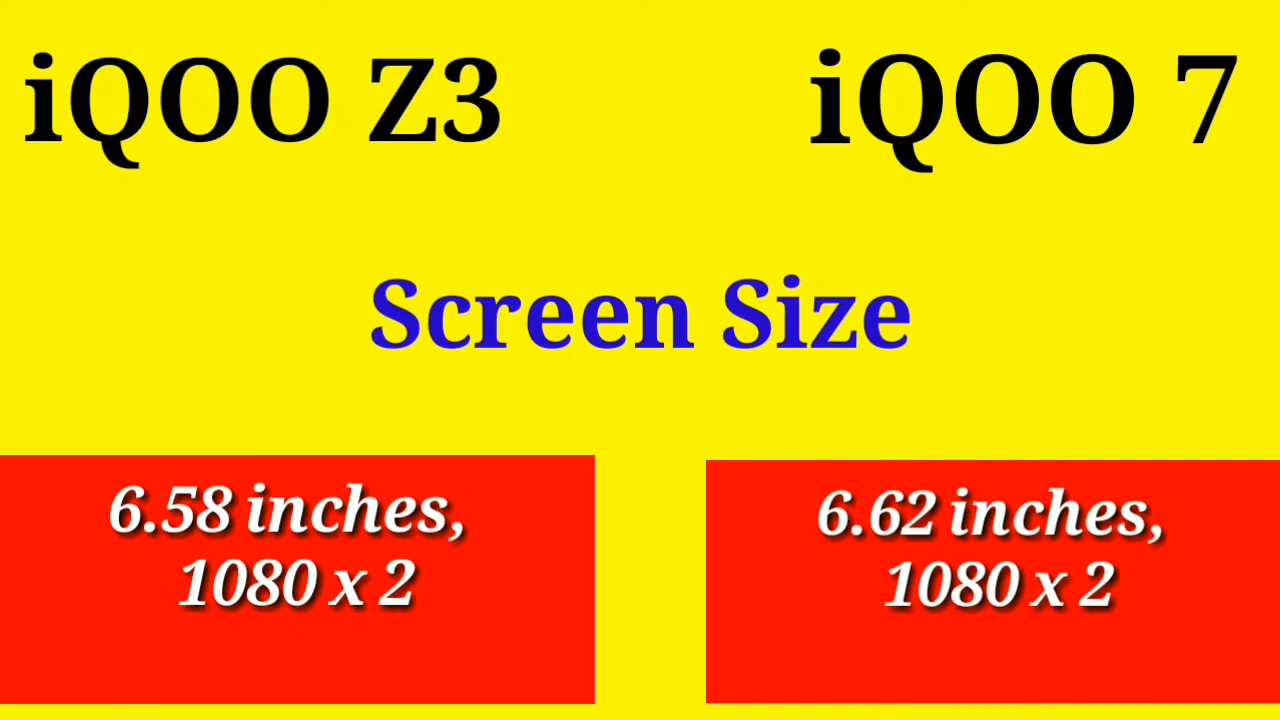 iQOO Z3
iQOO 7
Screen Size
6.58 inches,
1080 x 2
6.62 inches,
1080 x 2